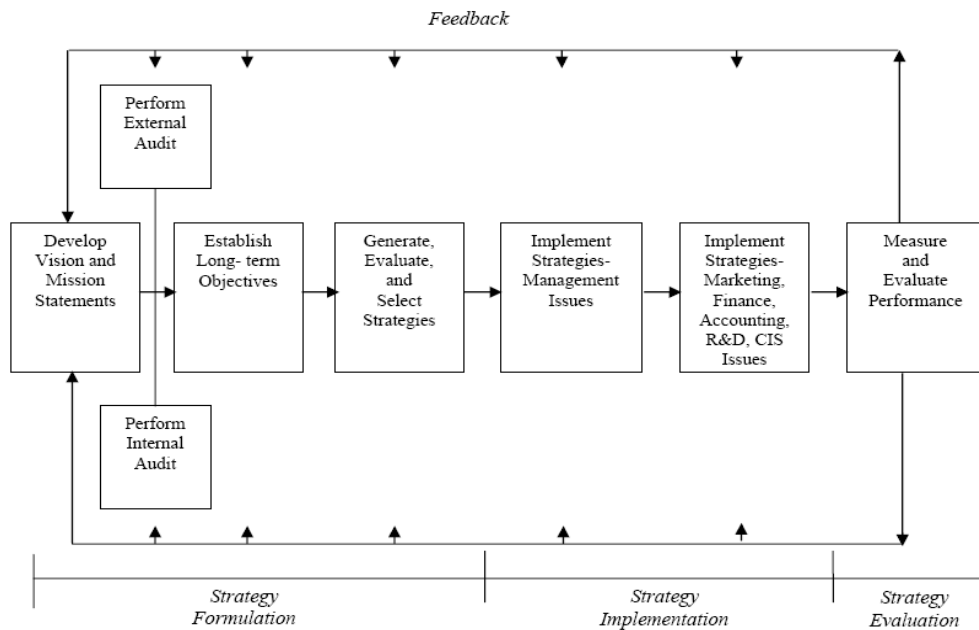 Feedback
Perform
External
Audit
Develop
Vision and
Mission
Statements
Establish
Long- term
Objectives
Generate,
Evaluate,
and
Select
Strategies
Implement
Strategies-
Management
Issues
Implement
Strategies-
Marketing,
Finance,
Accounting,
R&D, CIS
Issues
Measure
and
Evaluate
Performance
Perform
Internal
Audit
Strategy
Formulation
Strategy
Implementation
Strategy
Evaluation